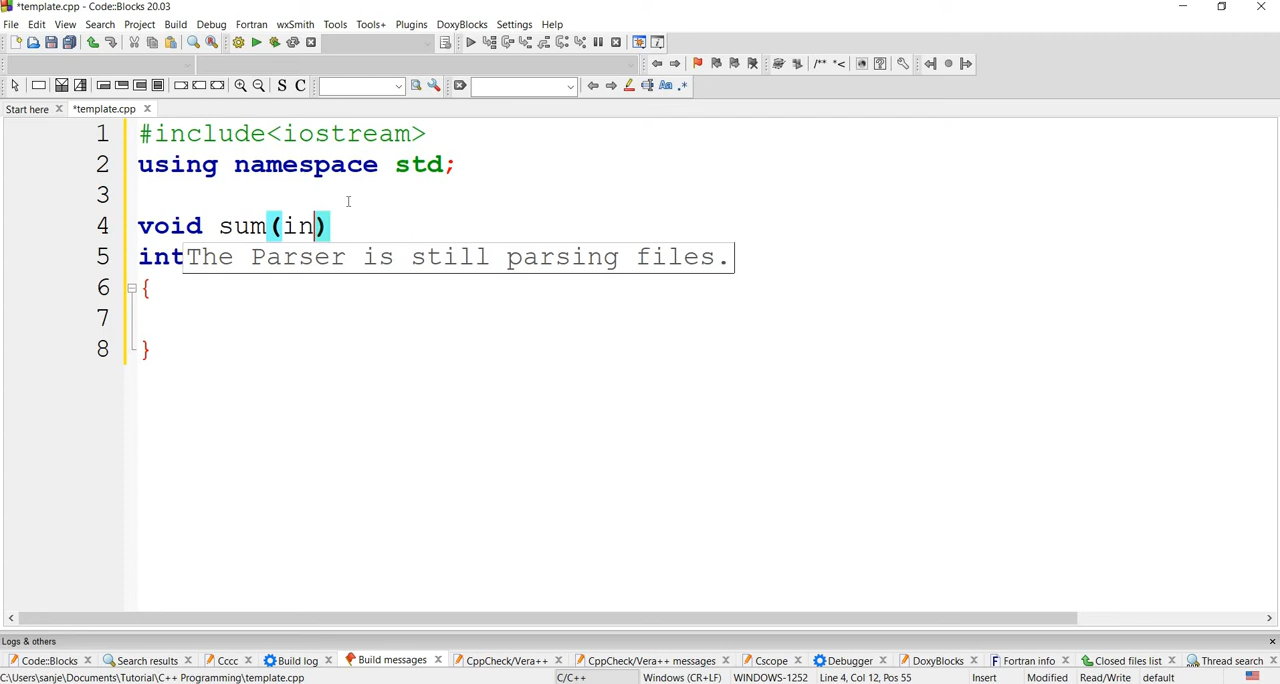 *template.cpp - Code::Blocks 20.03
File Edit View Search Project Build Debug Fortran wxSmith Tools Tools+ Plugins DoxyBlocks Settings Help
/** *<
S C Aa .*
Start here *template.cpp
1 #include<iostream>
2 using namespace std;
3
4 void sum(in)
5 int The Parser is still parsing files.
6 {
7
8 }
Logs & others
Code::Blocks Search results Cccc Build log Build messages CppCheck/Vera++ CppCheck/Vera++ messages Cscope Debugger DoxyBlocks Fortran info Closed files list Thread search
C:\Users\sanje\Documents\Tutorial\C++ Programming\template.cpp C/C++ Windows (CR+LF) WINDOWS-1252 Line 4, Col 12, Pos 55 Insert Modified Read/Write default